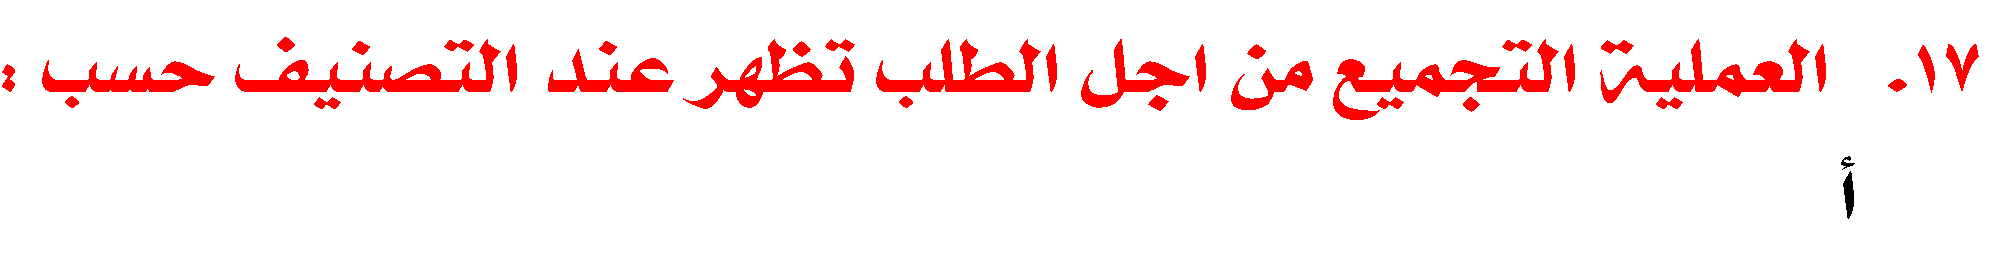 ١٧. العملية التجميع من اجل الطلب تظهر عند التصنيف حسب :
أ